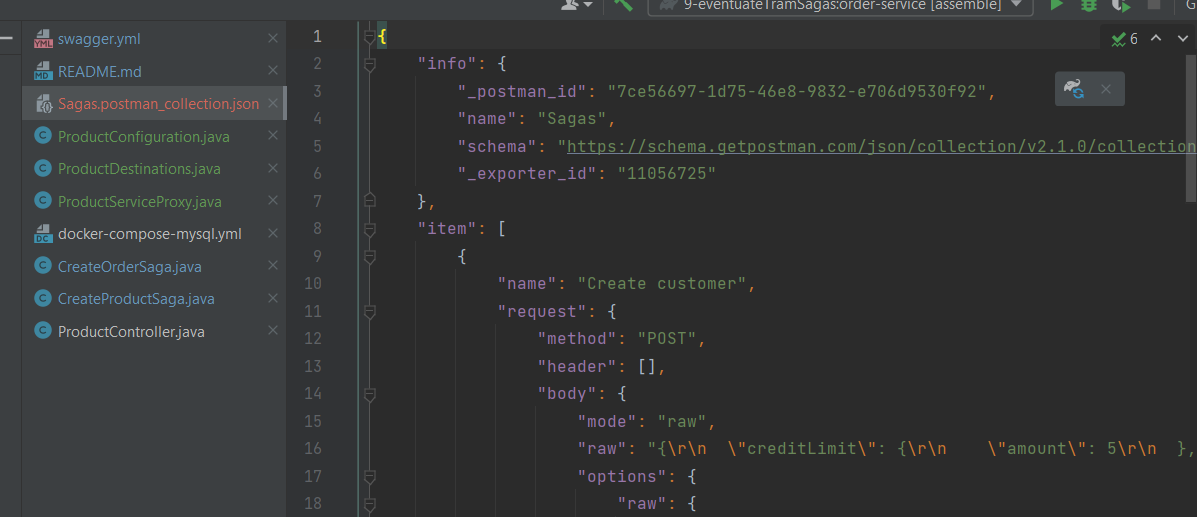 9-eventuateTramSagas:order-service [assemble]
swagger.yml
README.md
Sagas.postman_collection.json
ProductConfiguration.java
ProductDestinations.java
ProductServiceProxy.java
docker-compose-mysql.yml
CreateOrderSaga.java
CreateProductSaga.java
ProductController.java
6
1 {
2 "info": {
3 "_postman_id": "7ce56697-1d75-46e8-9832-e706d9530f92",
4 "name": "Sagas",
5 "schema": "https://schema.getpostman.com/json/collection/v2.1.0/collection
6 "_exporter_id": "11056725"
7 },
8 "item": [
9 {
10 "name": "Create customer",
11 "request": {
12 "method": "POST",
13 "header": [],
14 "body": {
15 "mode": "raw",
16 "raw": "{\r\n  \"creditLimit\": {\r\n    \"amount\": 5\r\n  },
17 "options": {
18 "raw": {